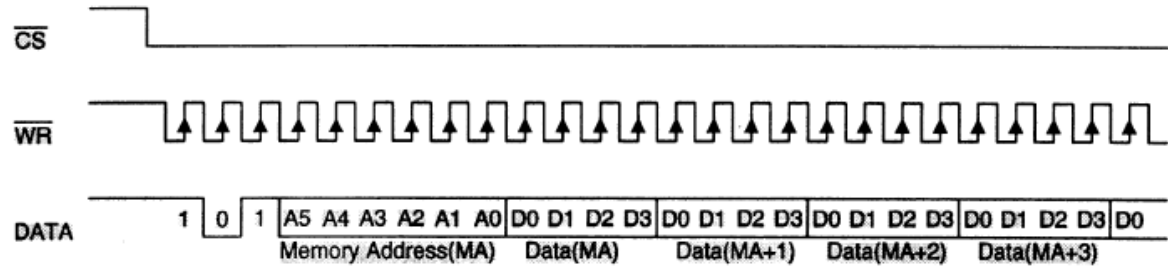 CS
WR
DATA 1 0 1 A5 A4 A3 A2 A1 A0 D0 D1 D2 D3 D0 D1 D2 D3 D0 D1 D2 D3 D0 D1 D2 D3 D0
Memory Address(MA) Data(MA) Data(MA+1) Data(MA+2) Data(MA+3)